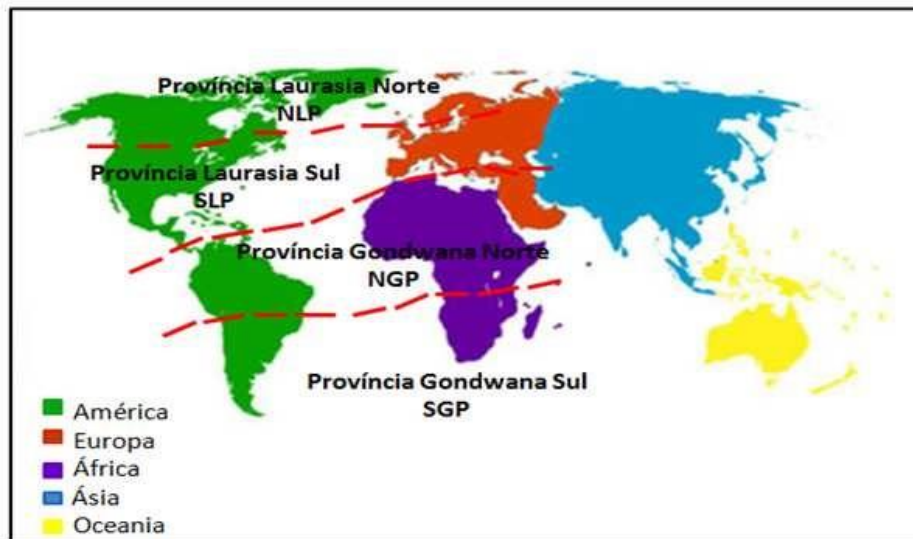 Província Laurasia Norte
NLP
Província Laurasia Sul
SLP
Província Gondwana Norte
NGP
Província Gondwana Sul
SGP
América
Europa
África
Ásia
Oceania